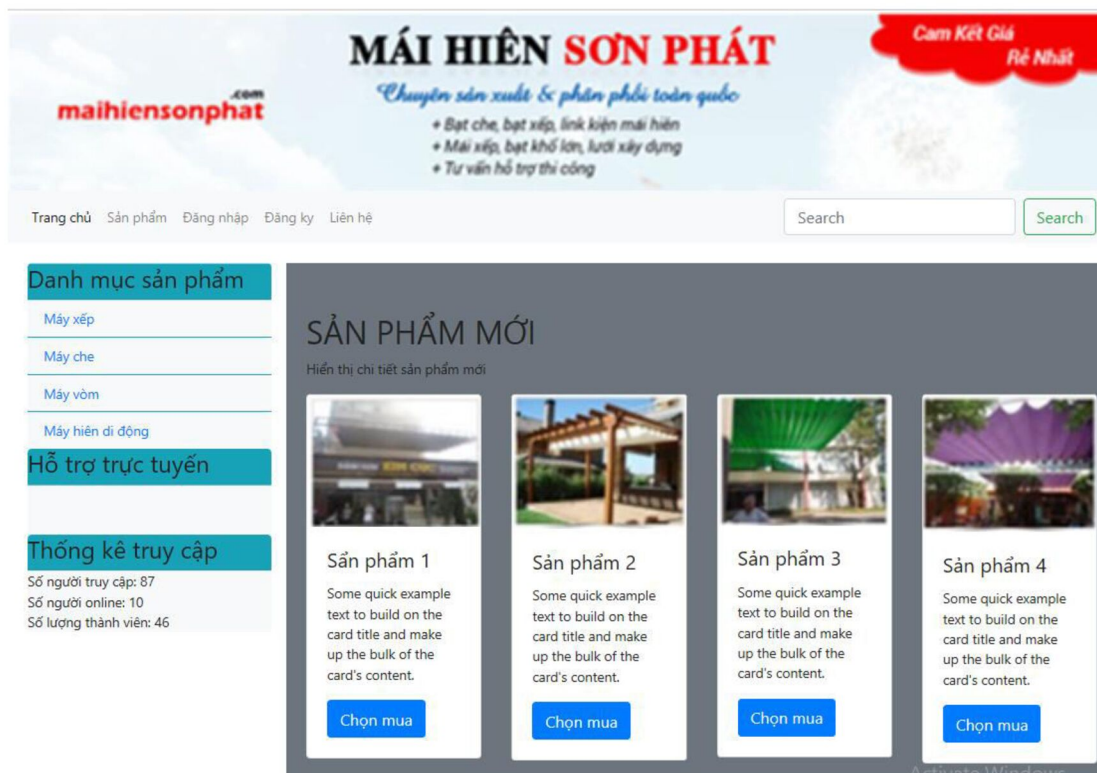 MÁI HIÊN SƠN PHÁT
Cam Kết Giá
Rẻ Nhất
maihiensonphat
.com
Chuyên sản xuất & phân phối toàn quốc
+ Bạt che, bạt xếp, link kiện mái hiên
+ Mái xếp, bạt khổ lớn, lưới xây dựng
+ Tư vấn hỗ trợ thi công
Trang chủ Sản phẩm Đăng nhập Đăng ky Liên hệ Search Search
Danh mục sản phẩm
Máy xếp
Máy che
Máy vòm
Máy hiên di động
Hỗ trợ trực tuyến
Thống kê truy cập
Số người truy cập: 87
Số người online: 10
Số lượng thành viên: 46
SẢN PHẨM MỚI
Hiển thị chi tiết sản phẩm mới
Sẩn phẩm 1
Some quick example
text to build on the
card title and make
up the bulk of the
card's content.
Chọn mua
Sản phẩm 2
Some quick example
text to build on the
card title and make
up the bulk of the
card's content.
Chọn mua
Sản phẩm 3
Some quick example
text to build on the
card title and make
up the bulk of the
card's content.
Chọn mua
Sản phẩm 4
Some quick example
text to build on the
card title and make
up the bulk of the
card's content.
Chọn mua
Activate Windows